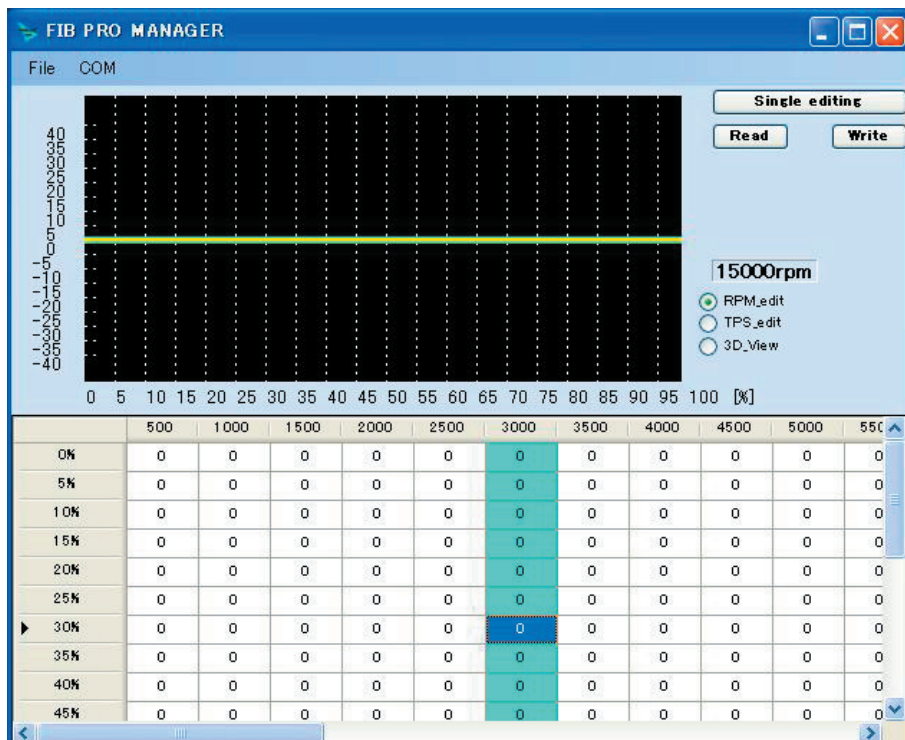 FIB PRO MANAGER
File COM
Single editing
Read Write
40
35
30
25
20
15
10
5
0
-5
-10
-15
-20
-25
-30
-35
-40
15000rpm
RPM_edit
TPS_edit
3D_View
0 5 10 15 20 25 30 35 40 45 50 55 60 65 70 75 80 85 90 95 100 [%]
500 1000 1500 2000 2500 3000 3500 4000 4500 5000 550
0% 0 0 0 0 0 0 0 0 0 0 0
5% 0 0 0 0 0 0 0 0 0 0 0
10% 0 0 0 0 0 0 0 0 0 0 0
15% 0 0 0 0 0 0 0 0 0 0 0
20% 0 0 0 0 0 0 0 0 0 0 0
25% 0 0 0 0 0 0 0 0 0 0 0
30% 0 0 0 0 0 0 0 0 0 0 0
35% 0 0 0 0 0 0 0 0 0 0 0
40% 0 0 0 0 0 0 0 0 0 0 0
45% 0 0 0 0 0 0 0 0 0 0 0